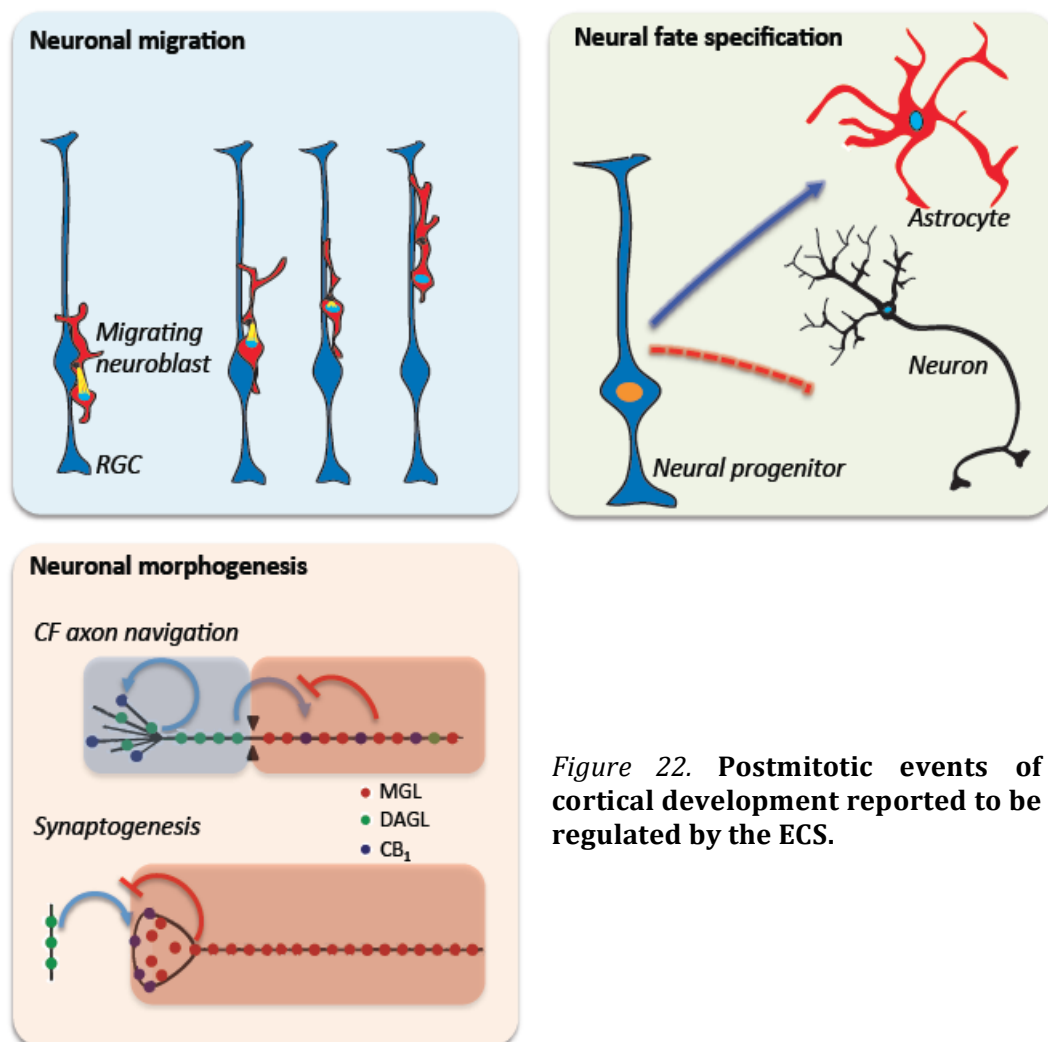 Neuronal migration
Migrating
neuroblast
RGC
Neural fate specification
Astrocyte
Neuron
Neural progenitor
Neuronal morphogenesis
CF axon navigation
MGL
DAGL
CB₁
Synaptogenesis
Figure 22. Postmitotic events of
cortical development reported to be
regulated by the ECS.